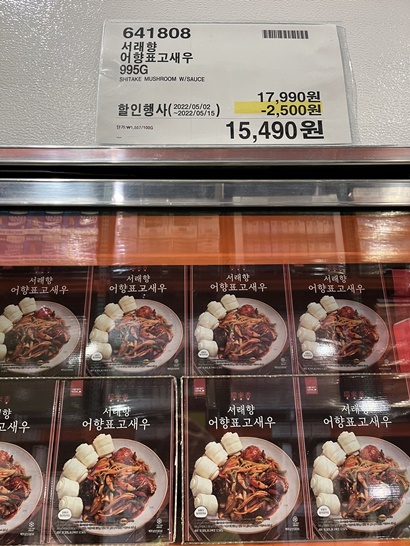 641808
서래향
어향표고새우
995G
SHITAKE MUSHROOM W/SAUCE
17,990원
할인행사(2022/05/02 ~2022/05/15) -2,500원
15,490원
서래향 서래향 서래향 서래향
어향표고새우 어향표고새우 어향표고새우 어향표고새우
서래향 서래향
어향표고새우 어향표고새우 어향표고새우